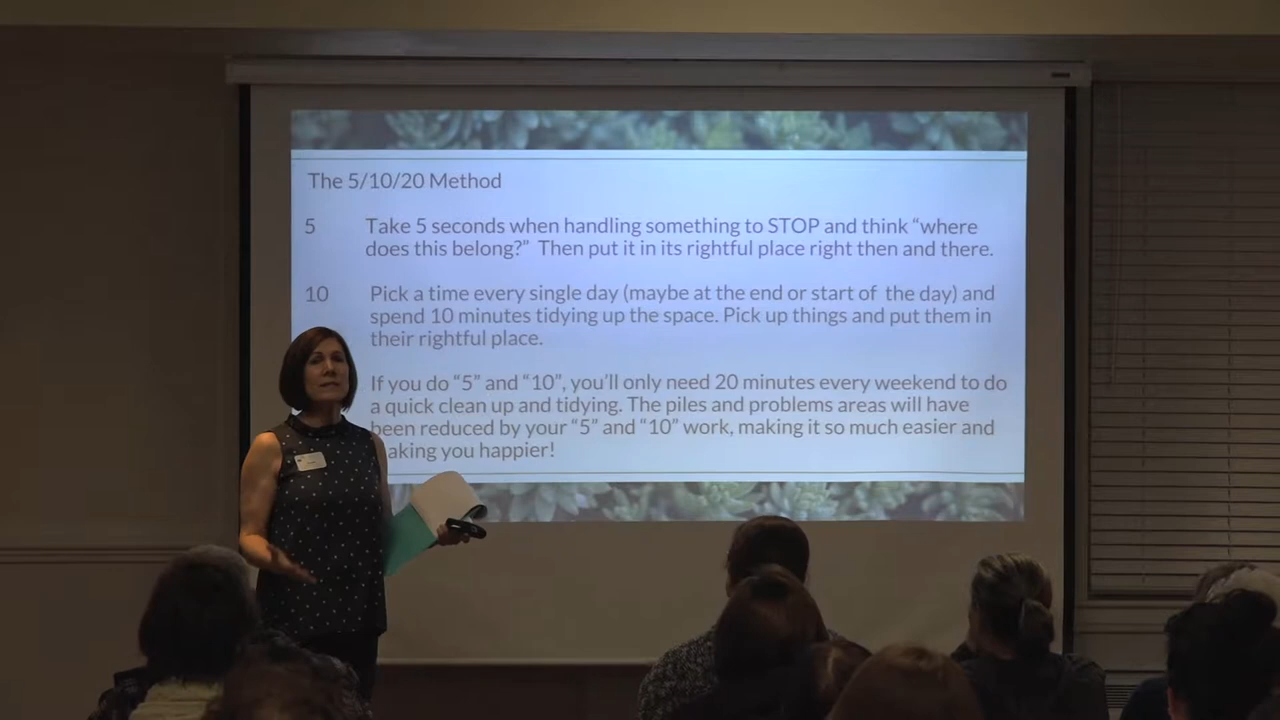 The 5/10/20 Method
5 Take 5 seconds when handling something to STOP and think “where
does this belong?” Then put it in its rightful place right then and there.
10 Pick a time every single day (maybe at the end or start of the day) and
spend 10 minutes tidying up the space. Pick up things and put them in
their rightful place.
If you do “5” and “10”, you’ll only need 20 minutes every weekend to do
a quick clean up and tidying. The piles and problems areas will have
been reduced by your “5” and “10” work, making it so much easier and
aking you happier!